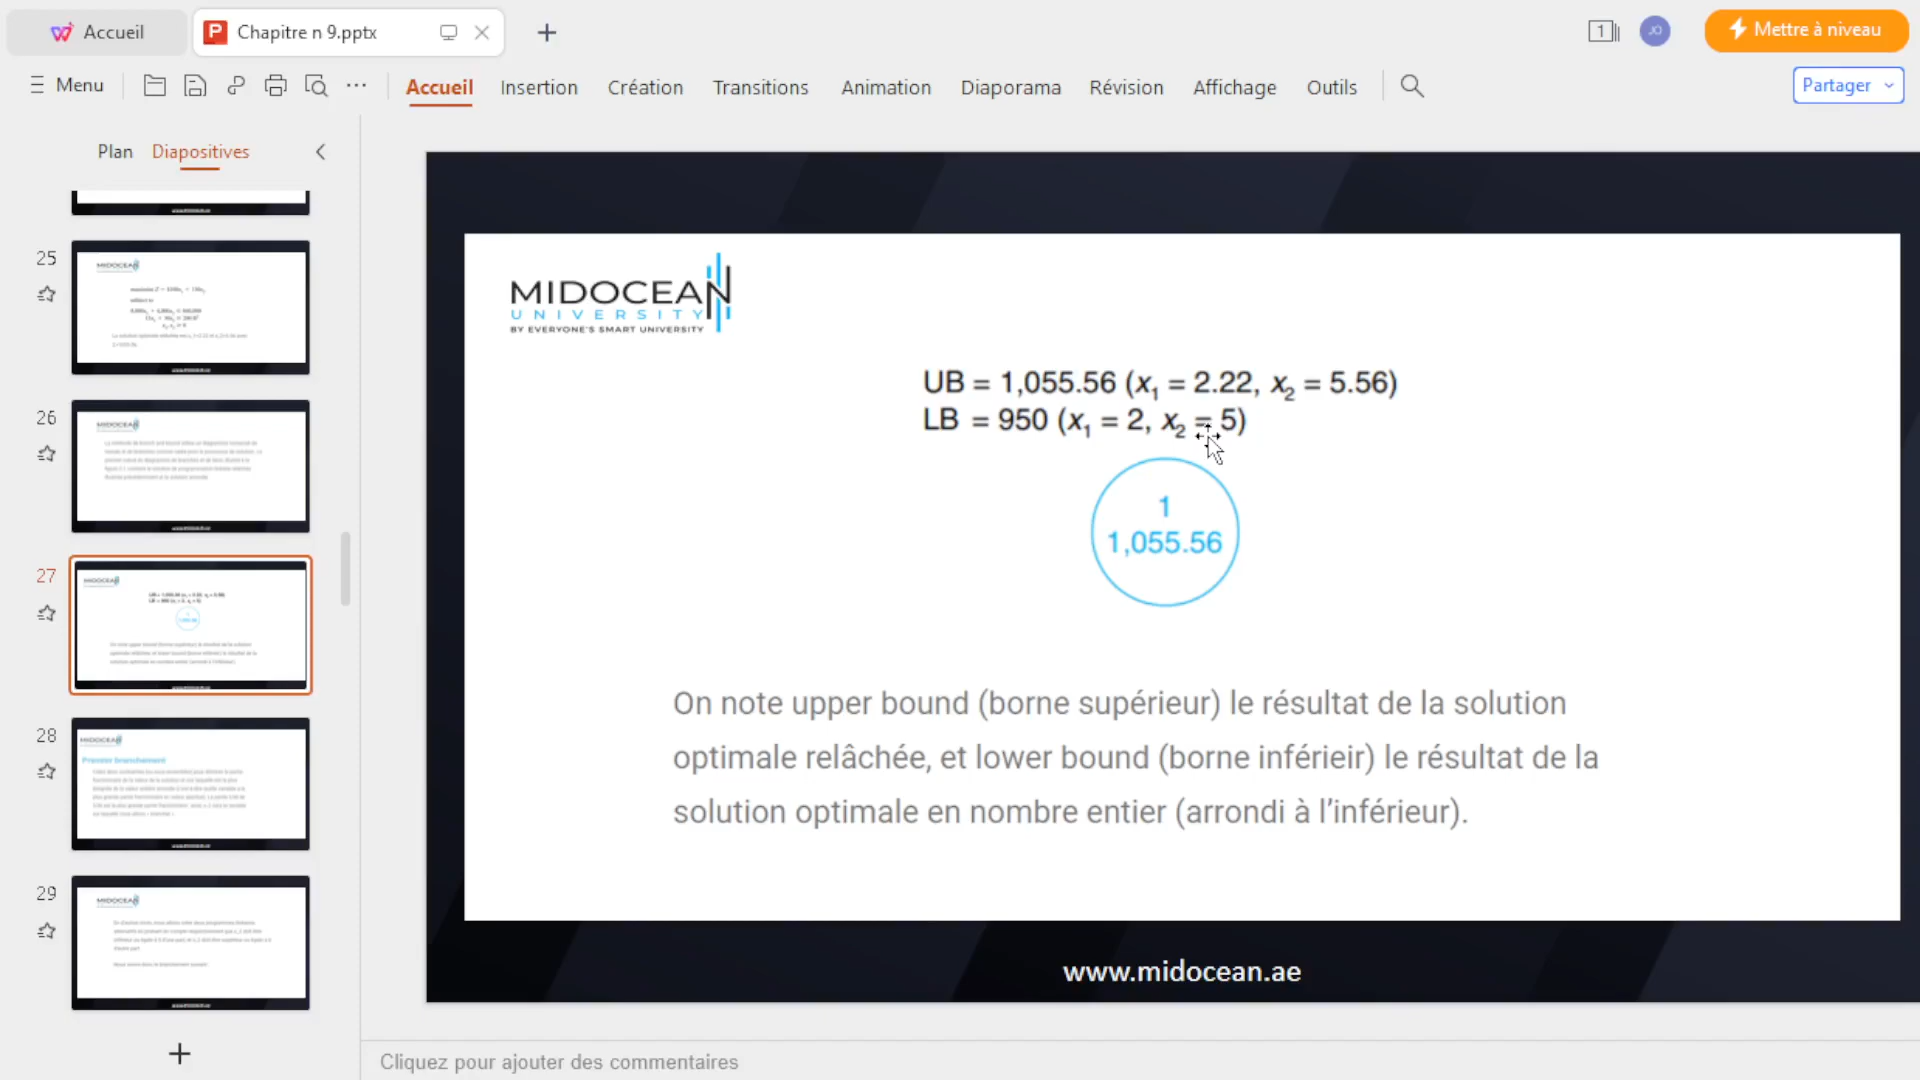 Accueil
Chapitre n 9.pptx
1
JO
Mettre à niveau
Menu
Accueil
Insertion
Création
Transitions
Animation
Diaporama
Révision
Affichage
Outils
Partager
Plan
Diapositives
25
26
27
28
Premier branchement
29
MIDOCEAN
UNIVERSITY
BY EVERYONE'S SMART UNIVERSITY
UB = 1,055.56 (x₁ = 2.22, x₂ = 5.56)
LB = 950 (x₁ = 2, x₂ = 5)
1
1,055.56
On note upper bound (borne supérieur) le résultat de la solution
optimale relâchée, et lower bound (borne inférieir) le résultat de la
solution optimale en nombre entier (arrondi à l’inférieur).
www.midocean.ae
Cliquez pour ajouter des commentaires